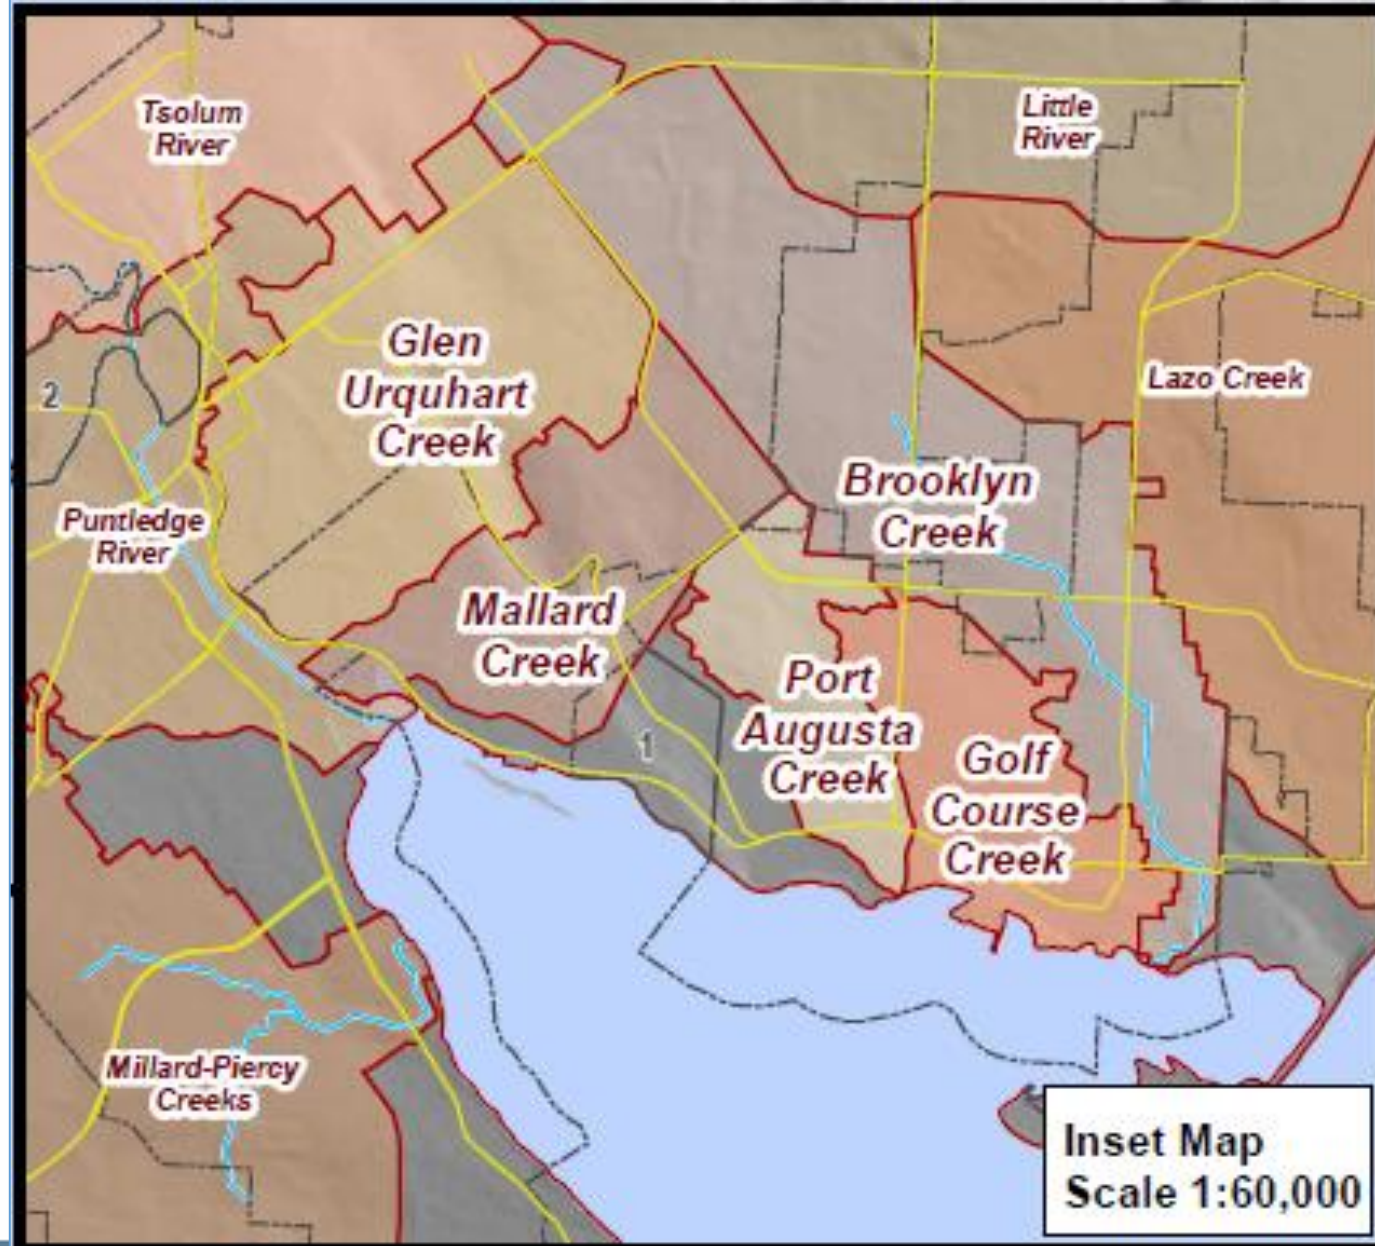 Tsolum
River
Little
River
Glen
Urquhart
Creek
Lazo Creek
2
Brooklyn
Creek
Puntledge
River
Mallard
Creek
Port
Augusta
Creek
1
Golf
Course
Creek
Millard-Piercy
Creeks
Inset Map
Scale 1:60,000